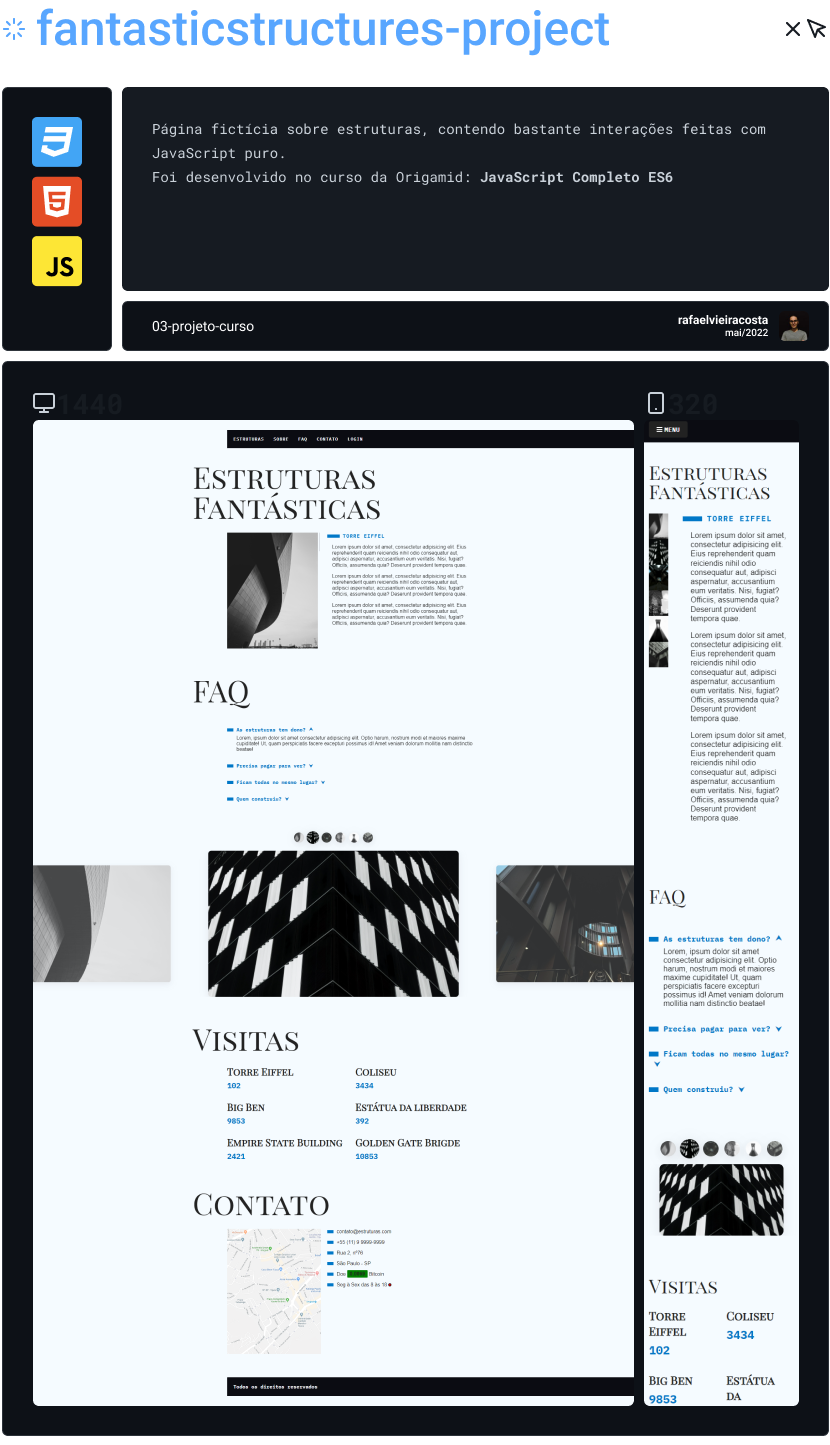 fantasticstructures-project
Página fictícia sobre estruturas, contendo bastante interações feitas com
JavaScript puro.
Foi desenvolvido no curso da Origamid: JavaScript Completo ES6
JS
03-projeto-curso
rafaelvieiracosta
mai/2022
1440
ESTRUTURAS SOBRE FAQ CONTATO LOGIN
Estruturas
Fantásticas
TORRE EIFFEL
Lorem ipsum dolor sit amet, consectetur adipisicing elit. Eius
reprehenderit quam reiciendis nihil odio consequatur aut,
adipisci aspernatur, accusantium eum veritatis. Nisi, fugiat?
Officiis, assumenda quia? Deserunt provident tempora quae.
Lorem ipsum dolor sit amet, consectetur adipisicing elit. Eius
reprehenderit quam reiciendis nihil odio consequatur aut,
adipisci aspernatur, accusantium eum veritatis. Nisi, fugiat?
Officiis, assumenda quia? Deserunt provident tempora quae.
Lorem ipsum dolor sit amet, consectetur adipisicing elit. Eius
reprehenderit quam reiciendis nihil odio consequatur aut,
adipisci aspernatur, accusantium eum veritatis. Nisi, fugiat?
Officiis, assumenda quia? Deserunt provident tempora quae.
FAQ
As estruturas tem dono?
Lorem, ipsum dolor sit amet consectetur adipisicing elit. Optio harum, nostrum modi et maiores maxime
cupiditate! Ut, quam perspiciatis facere excepturi possimus id! Amet veniam dolorum mollitia nam distinctio
beatae!
Precisa pagar para ver?
Ficam todas no mesmo lugar?
Quem construiu?
Visitas
Torre Eiffel Coliseu
102 3434
Big Ben Estátua da liberdade
9853 392
Empire State Building Golden Gate Brigde
2421 10853
Contato
contato@estruturas.com
+55 (11) 9 9999-9999
Rua 2, nº76
São Paulo - SP
Doe Bitcoin
Seg à Sex das 8 às 18
Todos os direitos reservados
320
MENU
Estruturas
Fantásticas
TORRE EIFFEL
Lorem ipsum dolor sit amet,
consectetur adipisicing elit.
Eius reprehenderit quam
reiciendis nihil odio
consequatur aut, adipisci
aspernatur, accusantium
eum veritatis. Nisi, fugiat?
Officiis, assumenda quia?
Deserunt provident
tempora quae.
Lorem ipsum dolor sit amet,
consectetur adipisicing elit.
Eius reprehenderit quam
reiciendis nihil odio
consequatur aut, adipisci
aspernatur, accusantium
eum veritatis. Nisi, fugiat?
Officiis, assumenda quia?
Deserunt provident
tempora quae.
Lorem ipsum dolor sit amet,
consectetur adipisicing elit.
Eius reprehenderit quam
reiciendis nihil odio
consequatur aut, adipisci
aspernatur, accusantium
eum veritatis. Nisi, fugiat?
Officiis, assumenda quia?
Deserunt provident
tempora quae.
FAQ
As estruturas tem dono?
Lorem, ipsum dolor sit amet
consectetur adipisicing elit. Optio
harum, nostrum modi et maiores
maxime cupiditate! Ut, quam
perspiciatis facere excepturi
possimus id! Amet veniam dolorum
mollitia nam distinctio beatae!
Precisa pagar para ver?
Ficam todas no mesmo lugar?
Quem construiu?
Visitas
Torre Coliseu
Eiffel 3434
102
Big Ben Estátua
9853 da